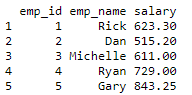 emp_id emp_name salary
1 1 Rick 623.30
2 2 Dan 515.20
3 3 Michelle 611.00
4 4 Ryan 729.00
5 5 Gary 843.25